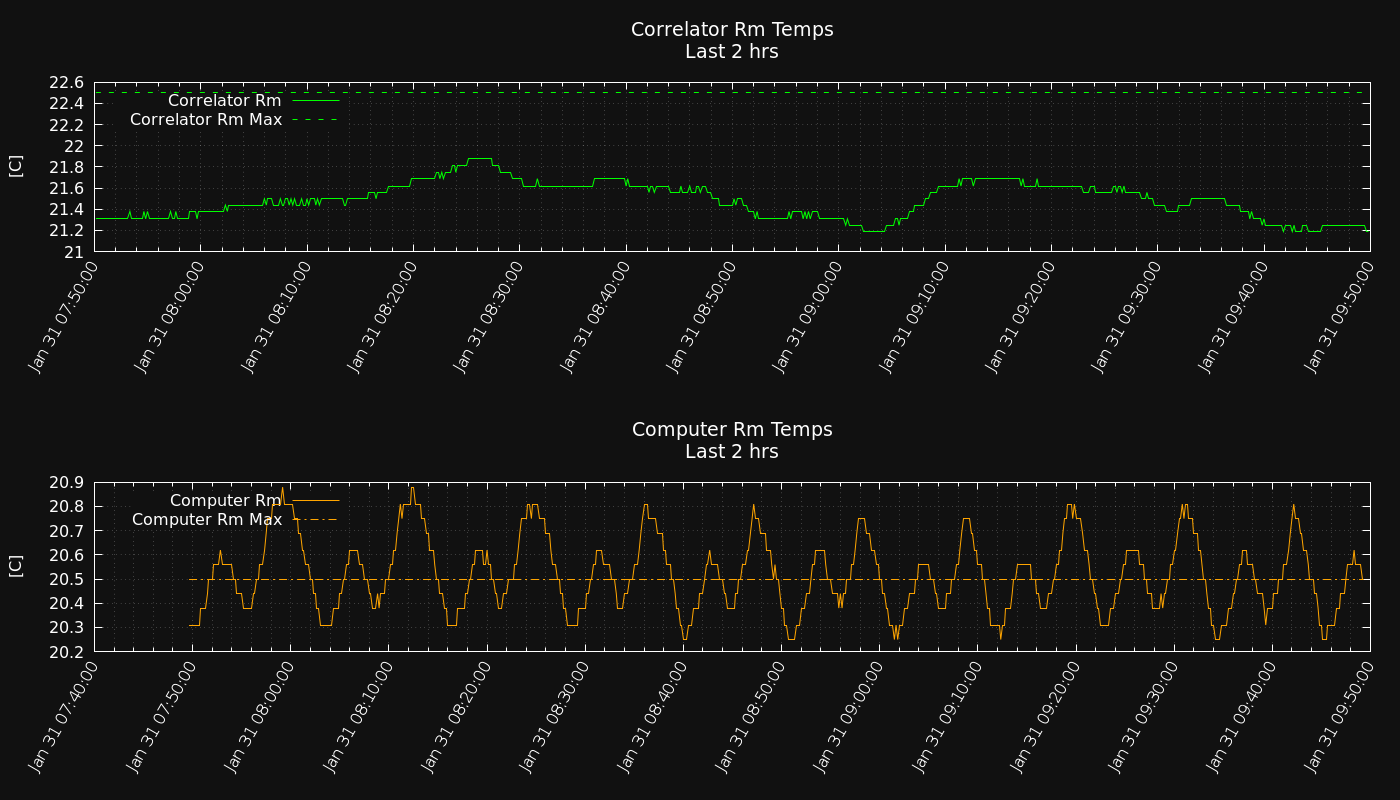 Correlator Rm Temps
Last 2 hrs
22.6
22.4
22.2
22
21.8
21.6
21.4
21.2
21
[C]
Correlator Rm
Correlator Rm Max
Jan 31 07:50:00
Jan 31 08:00:00
Jan 31 08:10:00
Jan 31 08:20:00
Jan 31 08:30:00
Jan 31 08:40:00
Jan 31 08:50:00
Jan 31 09:00:00
Jan 31 09:10:00
Jan 31 09:20:00
Jan 31 09:30:00
Jan 31 09:40:00
Jan 31 09:50:00
Computer Rm Temps
Last 2 hrs
20.9
20.8
20.7
20.6
20.5
20.4
20.3
20.2
[C]
Computer Rm
Computer Rm Max
Jan 31 07:40:00
Jan 31 07:50:00
Jan 31 08:00:00
Jan 31 08:10:00
Jan 31 08:20:00
Jan 31 08:30:00
Jan 31 08:40:00
Jan 31 08:50:00
Jan 31 09:00:00
Jan 31 09:10:00
Jan 31 09:20:00
Jan 31 09:30:00
Jan 31 09:40:00
Jan 31 09:50:00